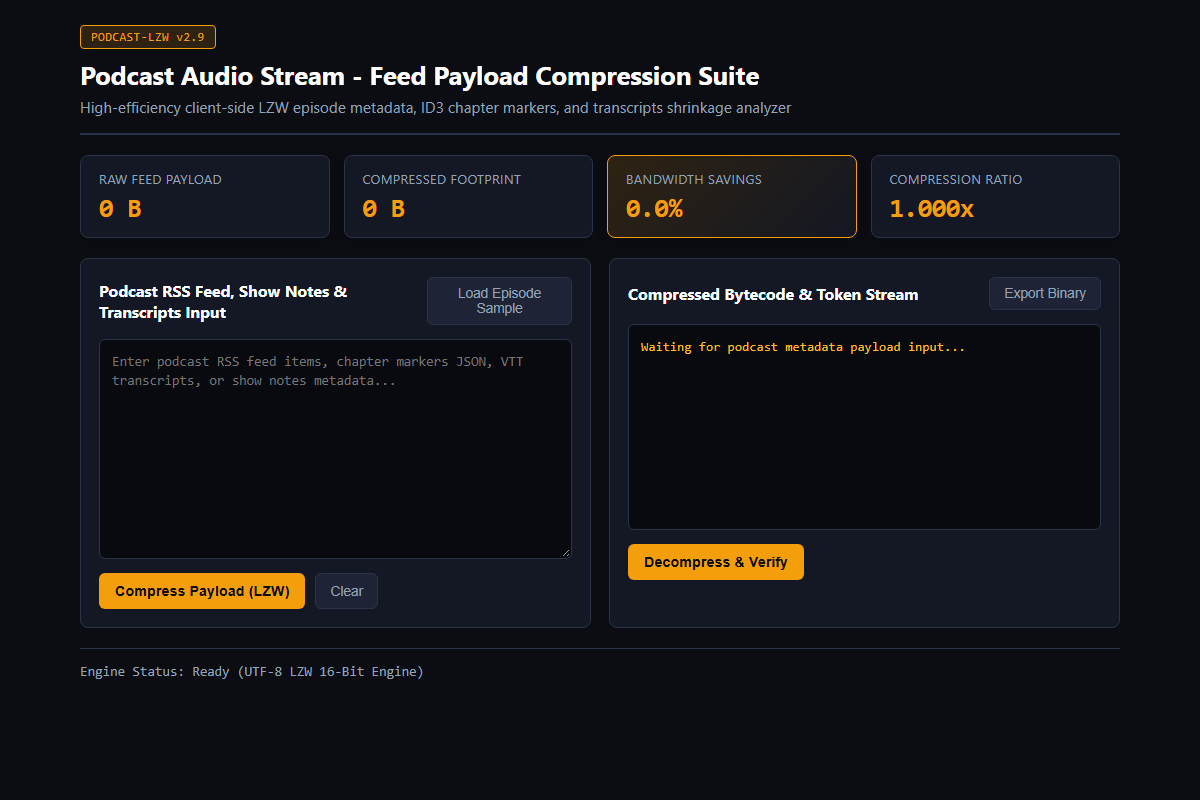 PODCAST-LZW v2.9
Podcast Audio Stream - Feed Payload Compression Suite
High-efficiency client-side LZW episode metadata, ID3 chapter markers, and transcripts shrinkage analyzer
RAW FEED PAYLOAD
0 B
COMPRESSED FOOTPRINT
0 B
BANDWIDTH SAVINGS
0.0%
COMPRESSION RATIO
1.000x
Podcast RSS Feed, Show Notes &
Transcripts Input
Load Episode
Sample
Enter podcast RSS feed items, chapter markers JSON, VTT
transcripts, or show notes metadata...
Compress Payload (LZW)
Clear
Compressed Bytecode & Token Stream
Export Binary
Waiting for podcast metadata payload input...
Decompress & Verify
Engine Status: Ready (UTF-8 LZW 16-Bit Engine)